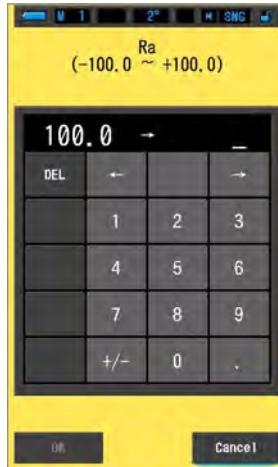 M 1 2° M SNG
Ra
(-100.0 ~ +100.0)
100.0 → _
DEL ← →
1 2 3
4 5 6
7 8 9
+/- 0 .
OK Cancel